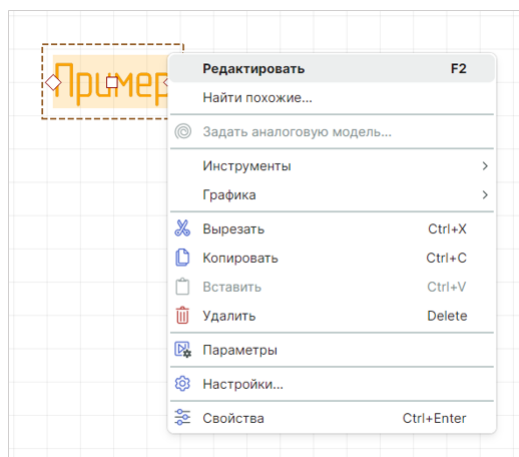 Пример
Редактировать F2
Найти похожие...
Задать аналоговую модель...
Инструменты
Графика
Вырезать Ctrl+X
Копировать Ctrl+C
Вставить Ctrl+V
Удалить Delete
Параметры
Настройки...
Свойства Ctrl+Enter